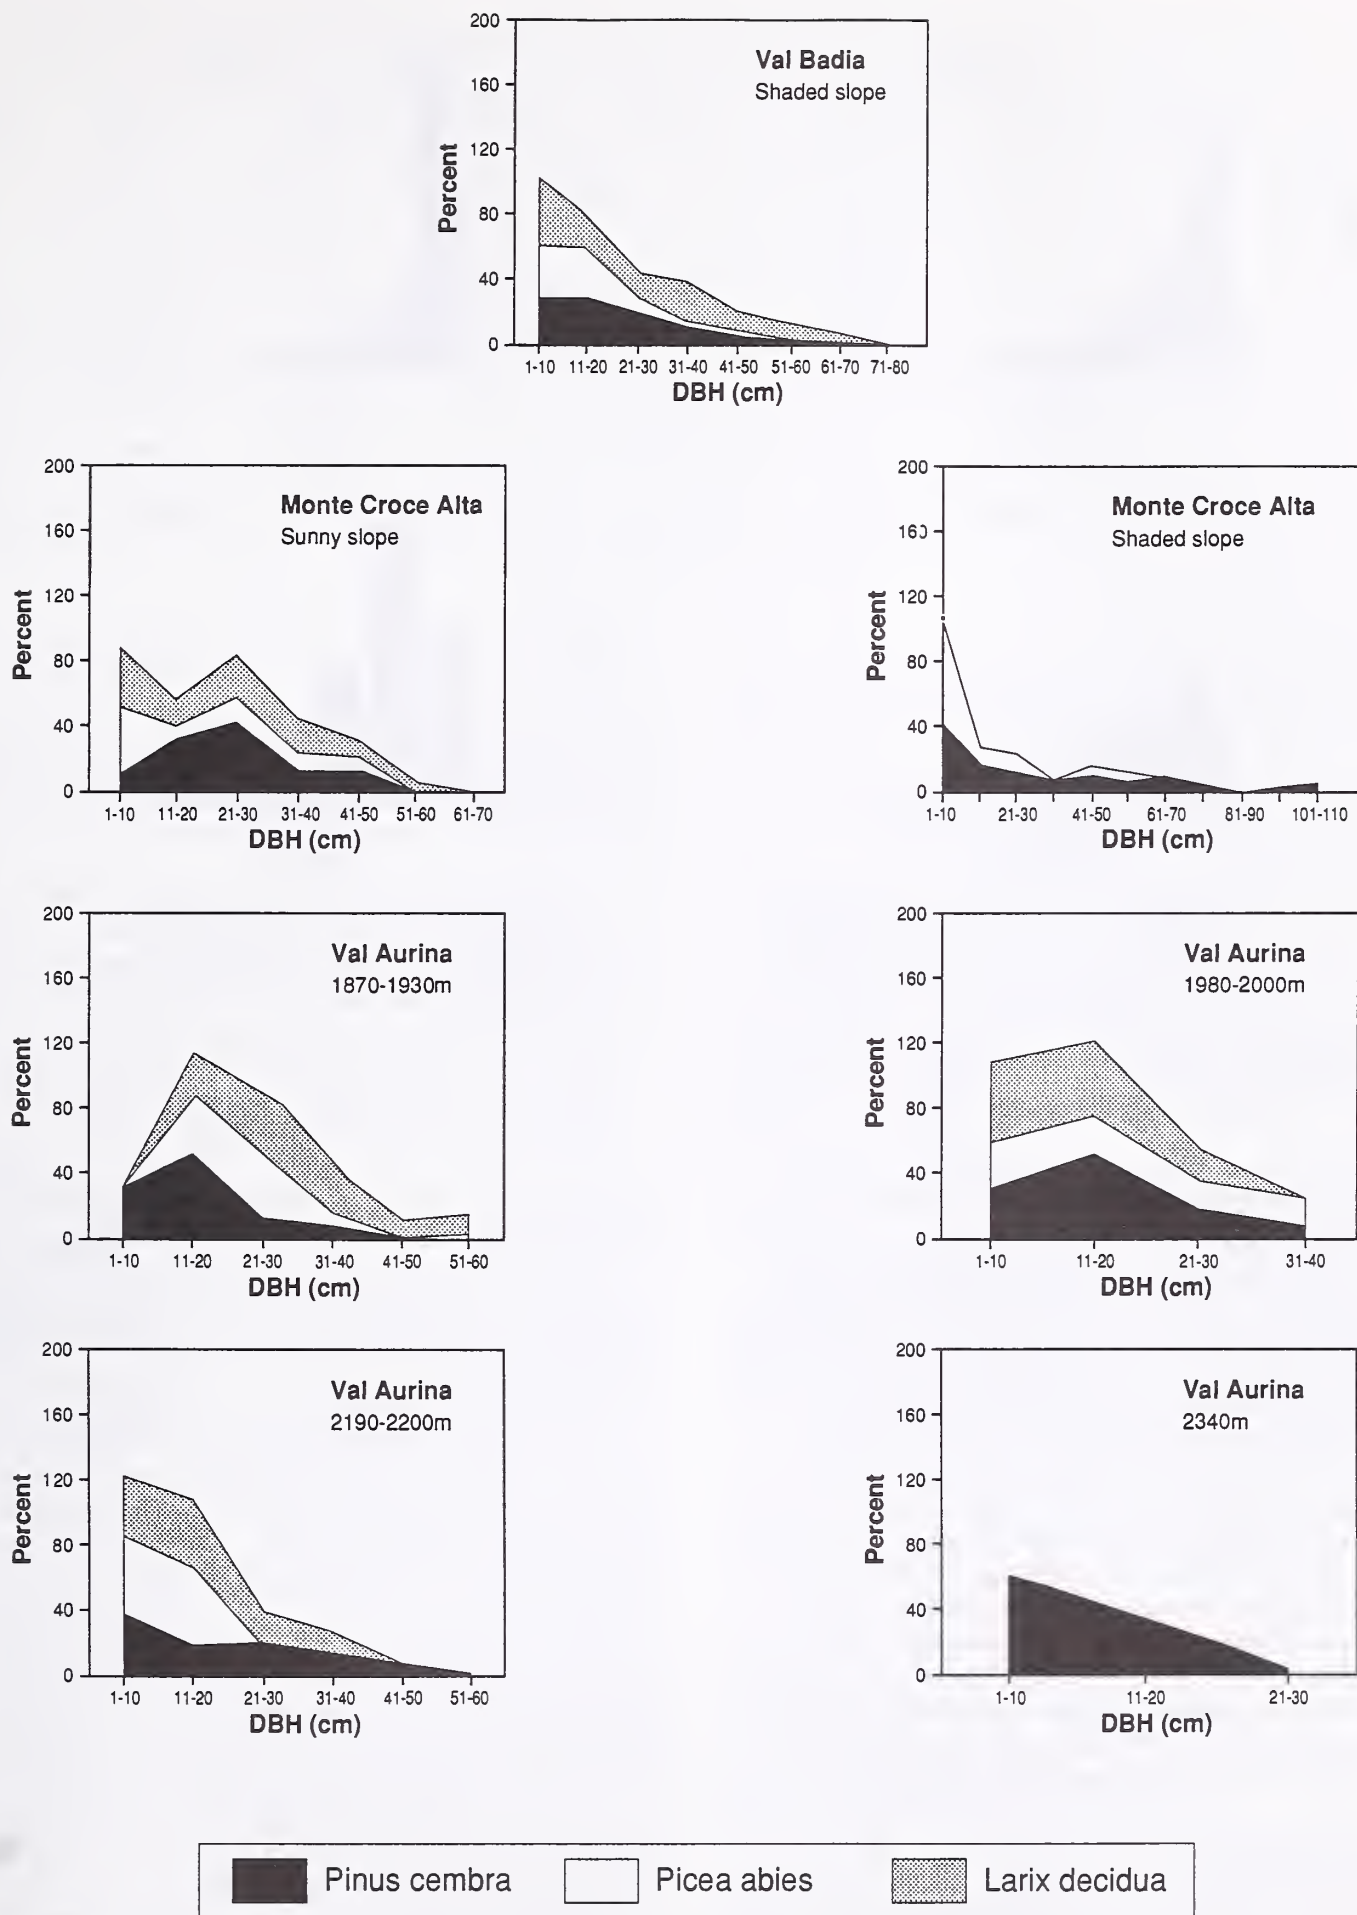 200
Val Badia
Shaded slope
160
120
80
40
0
Percent
1-10 11-20 21-30 31-40 41-50 51-60 61-70 71-80
DBH (cm)
200
Monte Croce Alta
Sunny slope
160
120
80
40
0
Percent
1-10 11-20 21-30 31-40 41-50 51-60 61-70
DBH (cm)
200
Monte Croce Alta
Shaded slope
160
120
80
40
0
Percent
1-10 21-30 41-50 61-70 81-90 101-110
DBH (cm)
200
Val Aurina
1870-1930m
160
120
80
40
0
Percent
1-10 11-20 21-30 31-40 41-50 51-60
DBH (cm)
200
Val Aurina
1980-2000m
160
120
80
40
0
Percent
1-10 11-20 21-30 31-40
DBH (cm)
200
Val Aurina
2190-2200m
160
120
80
40
0
Percent
1-10 11-20 21-30 31-40 41-50 51-60
DBH (cm)
200
Val Aurina
2340m
160
120
80
40
0
Percent
1-10 11-20 21-30
DBH (cm)
Pinus cembra Picea abies Larix decidua